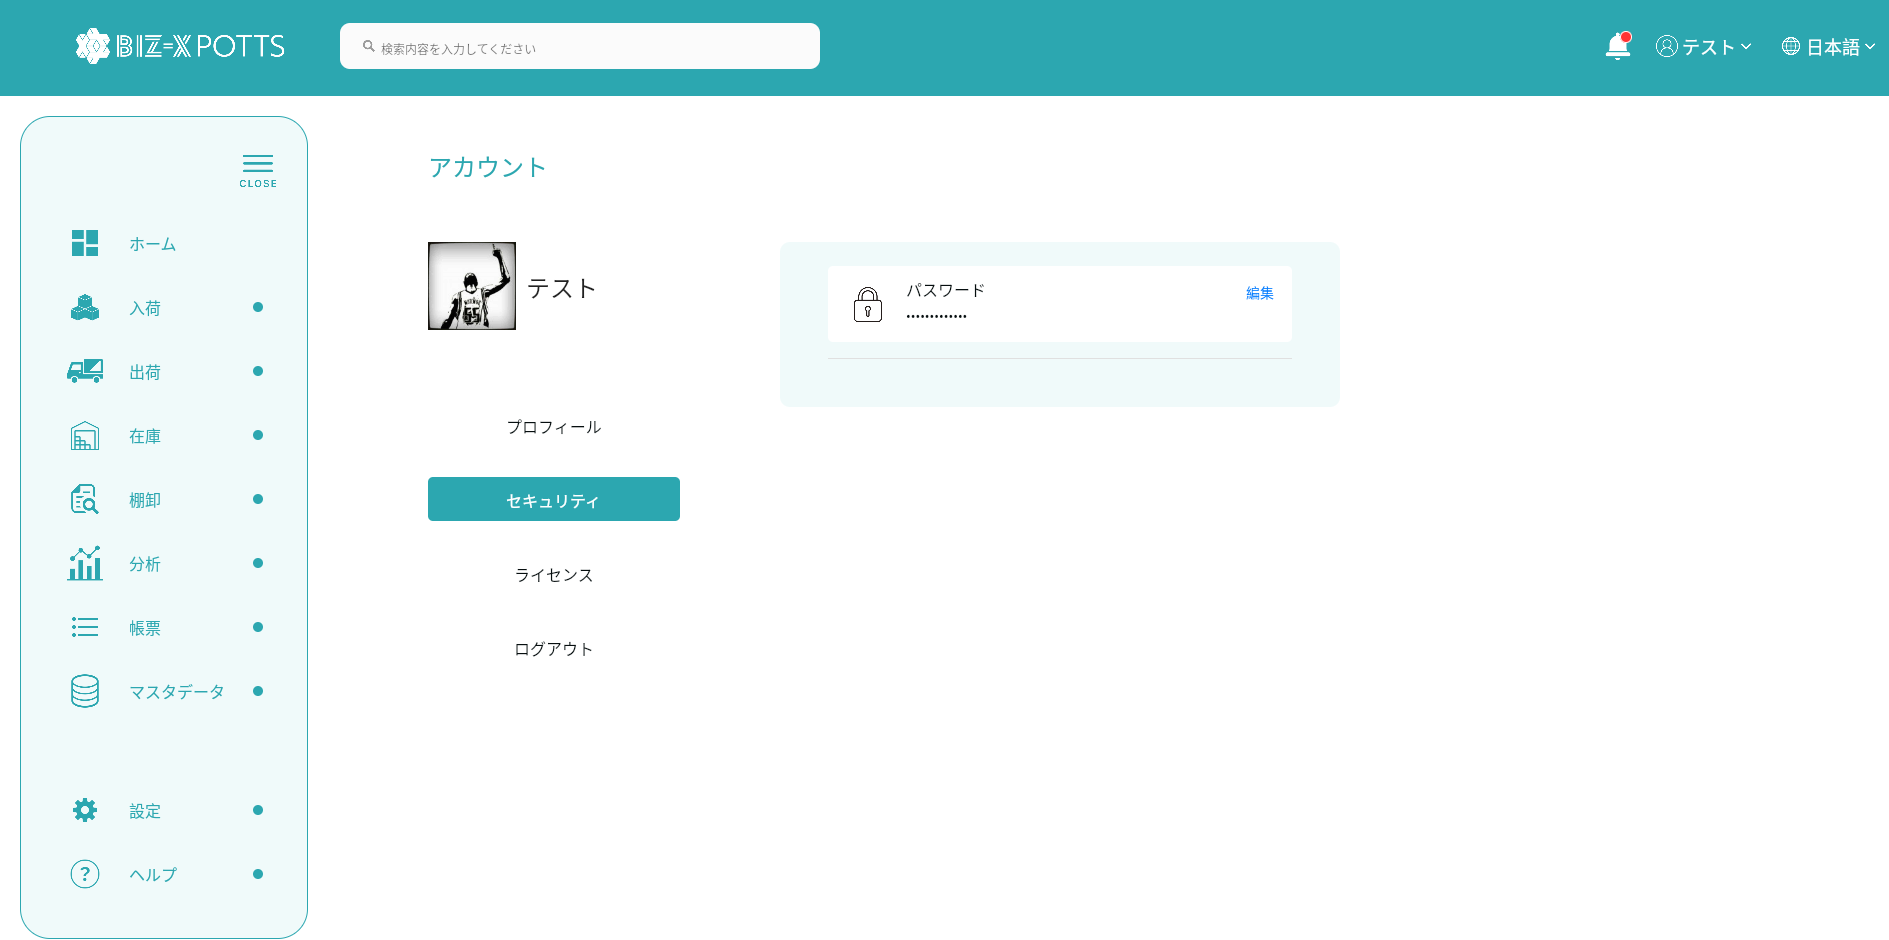 BIZ-X POTTS
検索内容を入力してください
テスト
日本語
CLOSE
ホーム
入荷
出荷
在庫
棚卸
分析
帳票
マスタデータ
設定
ヘルプ
アカウント
テスト
プロフィール
セキュリティ
ライセンス
ログアウト
パスワード
•••••••••••••
編集